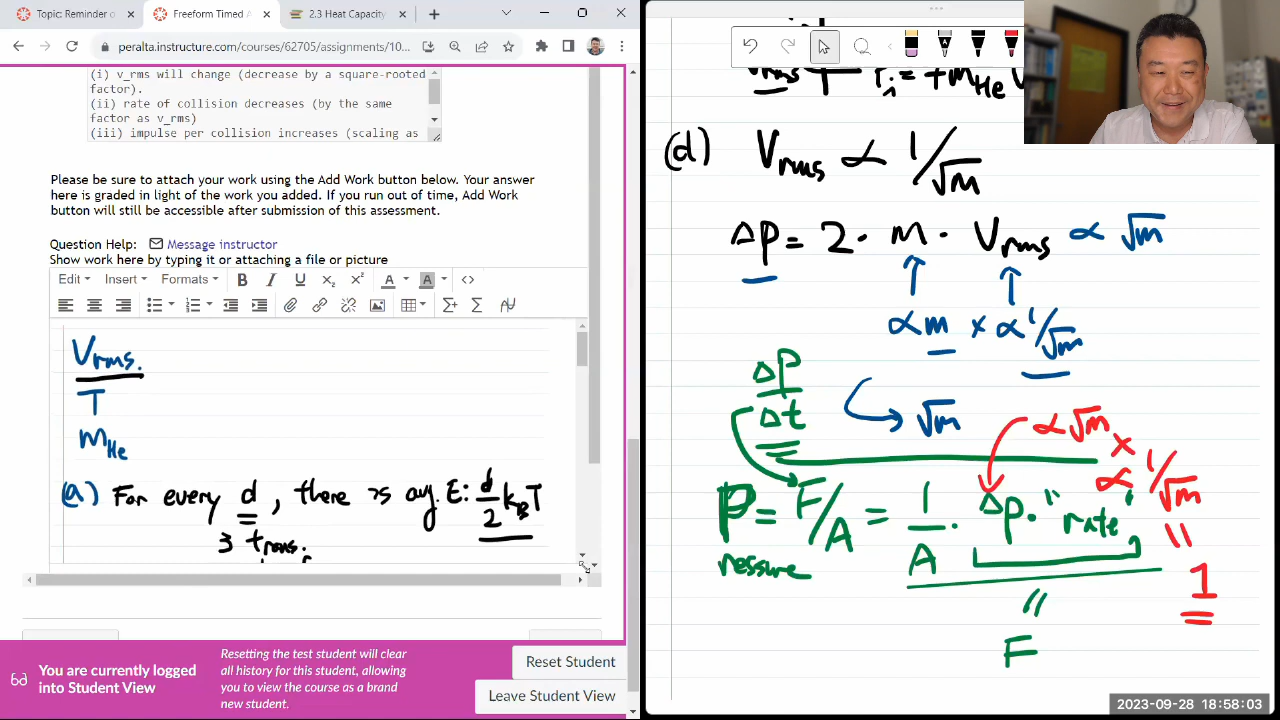 Topic Reminder
Freeform Timed A
2.3 Heat Capacity
peralta.instructure.com/courses/62707/assignments/10...
(i) v_rms will change (decrease by a square-rooted
factor).
(ii) rate of collision decreases (by the same
factor as v_rms)
(iii) impulse per collision increases (scaling as
Please be sure to attach your work using the Add Work button below. Your answer
here is graded in light of the work you added. If you run out of time, Add Work
button will still be accessible after submission of this assessment.
Question Help: Message instructor
Show work here by typing it or attaching a file or picture
Edit Insert Formats B I U X₂ X² A A <>
Vrms.
T
mHe
(a) For every d, there is avg. E: d/2 kBT
3 trans.
You are currently logged
into Student View
Resetting the test student will clear
all history for this student, allowing
you to view the course as a brand
new student.
Reset Student
Leave Student View
Vrms T
(d) Vrms ∝ 1/√m
Δp = 2 · m · Vrms ∝ √m
∝ m × ∝ 1/√m
√m
Δp
Δt
∝ √m
×
∝ 1/√m
Pressure = F/A = 1/A · Δp · "rate"
"
1
"
F
2023-09-28 18:58:03